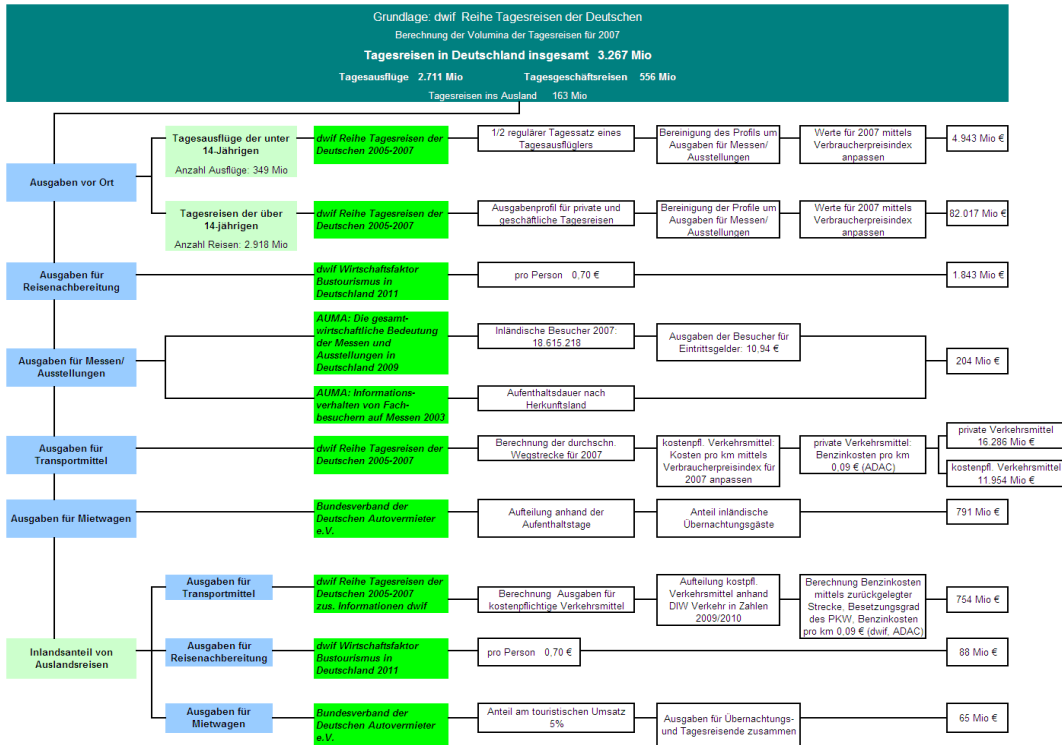 Grundlage: dwif Reihe Tagesreisen der Deutschen
Berechnung der Volumina der Tagesreisen für 2007
Tagesreisen in Deutschland insgesamt 3.267 Mio
Tagesausflüge 2.711 Mio Tagesgeschäftsreisen 556 Mio
Tagesreisen ins Ausland 163 Mio
Ausgaben vor Ort
Tagesausflüge der unter
14-Jährigen
Anzahl Ausflüge: 349 Mio
dwif Reihe Tagesreisen der
Deutschen 2005-2007
1/2 regulärer Tagessatz eines
Tagesausflüglers
Bereinigung des Profils um
Ausgaben für Messen/
Ausstellungen
Werte für 2007 mittels
Verbraucherpreisindex
anpassen
4.943 Mio €
Tagesreisen der über
14-jährigen
Anzahl Reisen: 2.918 Mio
dwif Reihe Tagesreisen der
Deutschen 2005-2007
Ausgabenprofil für private und
geschäftliche Tagesreisen
Bereinigung der Profile um
Ausgaben für Messen/
Ausstellungen
Werte für 2007 mittels
Verbraucherpreisindex
anpassen
82.017 Mio €
Ausgaben für
Reisenachbereitung
dwif Wirtschaftsfaktor
Bustourismus in
Deutschland 2011
pro Person 0,70 €
1.843 Mio €
Ausgaben für Messen/
Ausstellungen
AUMA: Die gesamt-
wirtschaftliche Bedeutung
der Messen und
Ausstellungen in
Deutschland 2009
Inländische Besucher 2007:
18.615.218
Ausgaben der Besucher für
Eintrittsgelder: 10,94 €
204 Mio €
AUMA: Informations-
verhalten von Fach-
besuchern auf Messen 2003
Aufenthaltsdauer nach
Herkunftsland
Ausgaben für
Transportmittel
dwif Reihe Tagesreisen der
Deutschen 2005-2007
Berechnung der durchschn.
Wegstrecke für 2007
kostenpfl. Verkehrsmittel:
Kosten pro km mittels
Verbraucherpreisindex für
2007 anpassen
private Verkehrsmittel:
Benzinkosten pro km
0,09 € (ADAC)
private Verkehrsmittel
16.286 Mio €
kostenpfl. Verkehrsmittel
11.954 Mio €
Ausgaben für Mietwagen
Bundesverband der
Deutschen Autovermieter
e.V.
Aufteilung anhand der
Aufenthaltstage
Anteil inländische
Übernachtungsgäste
791 Mio €
Inlandsanteil von
Auslandsreisen
Ausgaben für
Transportmittel
dwif Reihe Tagesreisen der
Deutschen 2005-2007
zus. Informationen dwif
Berechnung Ausgaben für
kostenpflichtige Verkehrsmittel
Aufteilung kostpfl.
Verkehrsmittel anhand
DIW Verkehr in Zahlen
2009/2010
Berechnung Benzinkosten
mittels zurückgelegter
Strecke, Besetzungsgrad
des PKW, Benzinkosten
pro km 0,09 € (dwif, ADAC)
754 Mio €
Ausgaben für
Reisenachbereitung
dwif Wirtschaftsfaktor
Bustourismus in
Deutschland 2011
pro Person 0,70 €
88 Mio €
Ausgaben für
Mietwagen
Bundesverband der
Deutschen Autovermieter
e.V.
Anteil am touristischen Umsatz
5%
Ausgaben für Übernachtungs-
und Tagesreisende zusammen
65 Mio €